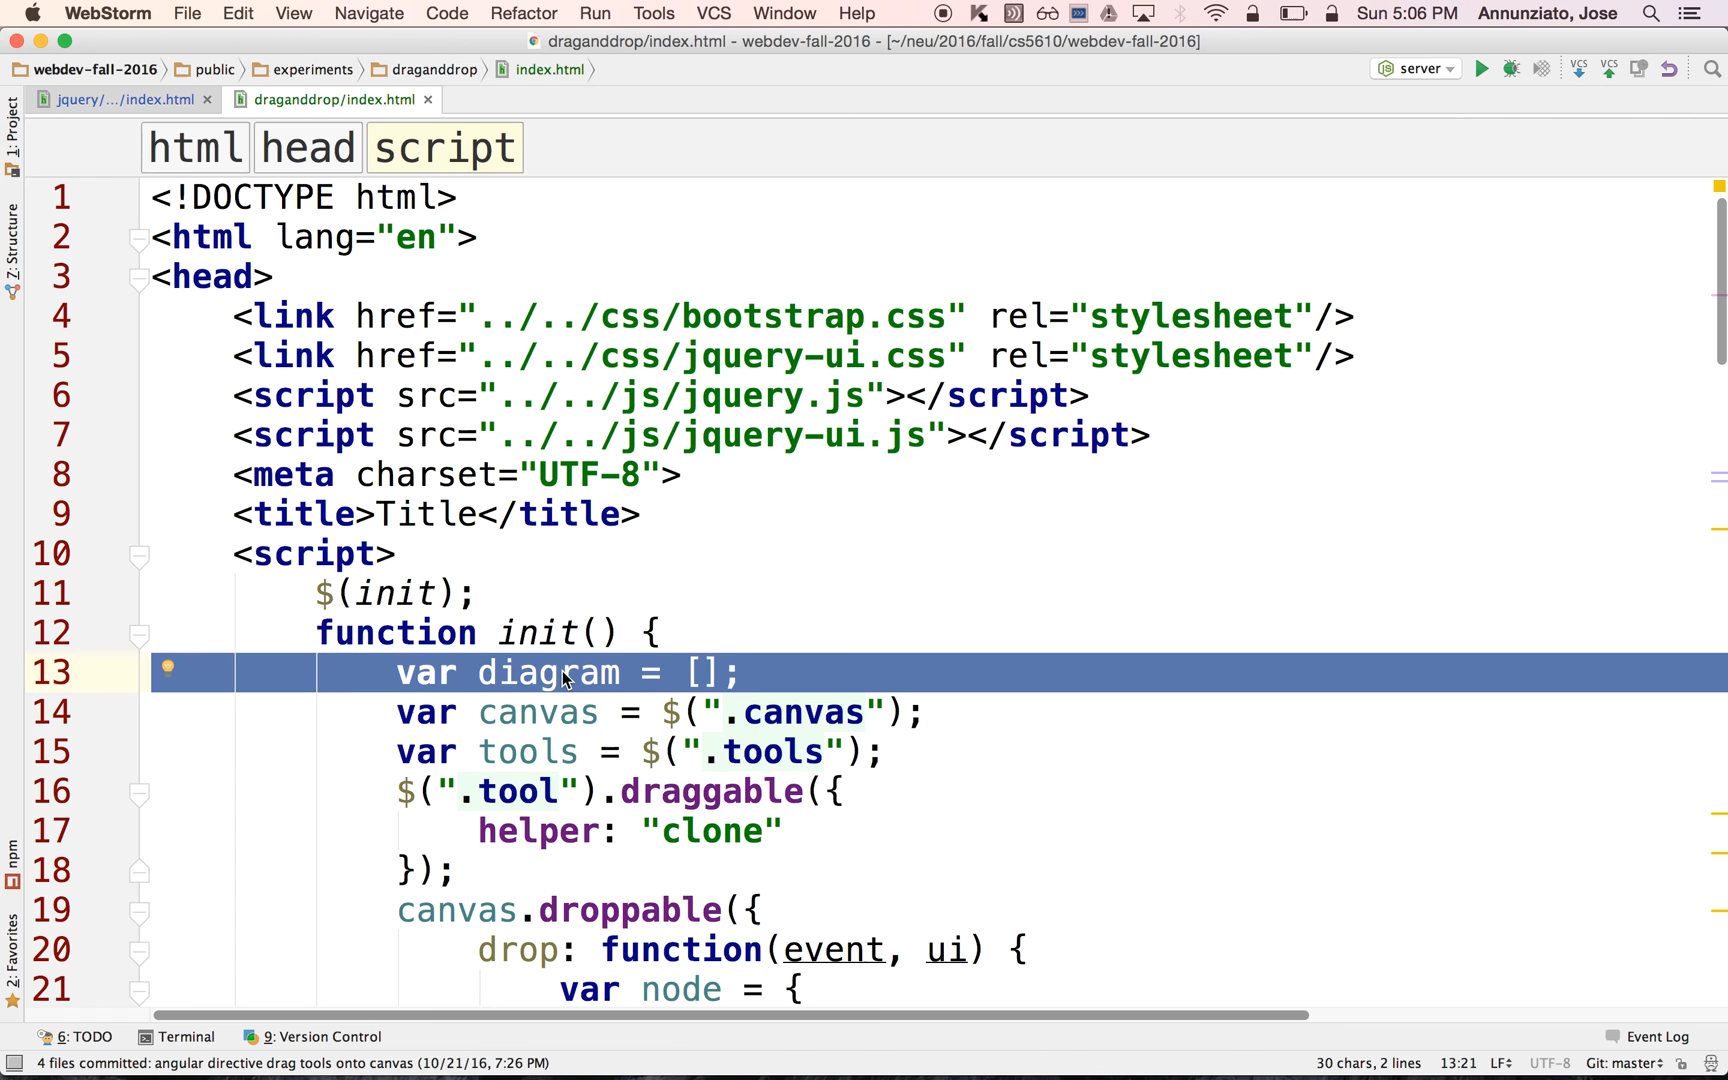 WebStorm File Edit View Navigate Code Refactor Run Tools VCS Window Help Sun 5:06 PM Annunziato, Jose
draganddrop/index.html - webdev-fall-2016 - [~/neu/2016/fall/cs5610/webdev-fall-2016]
webdev-fall-2016 public experiments draganddrop index.html server VCS VCS
jquery/.../index.html draganddrop/index.html
1: Project
Z: Structure
npm
2: Favorites
html head script
1 <!DOCTYPE html>
2 <html lang="en">
3 <head>
4 <link href="../../css/bootstrap.css" rel="stylesheet"/>
5 <link href="../../css/jquery-ui.css" rel="stylesheet"/>
6 <script src="../../js/jquery.js"></script>
7 <script src="../../js/jquery-ui.js"></script>
8 <meta charset="UTF-8">
9 <title>Title</title>
10 <script>
11 $(init);
12 function init() {
13 var diagram = [];
14 var canvas = $(".canvas");
15 var tools = $(".tools");
16 $(".tool").draggable({
17 helper: "clone"
18 });
19 canvas.droppable({
20 drop: function(event, ui) {
21 var node = {
6: TODO Terminal 9: Version Control Event Log
4 files committed: angular directive drag tools onto canvas (10/21/16, 7:26 PM) 30 chars, 2 lines 13:21 LF UTF-8 Git: master